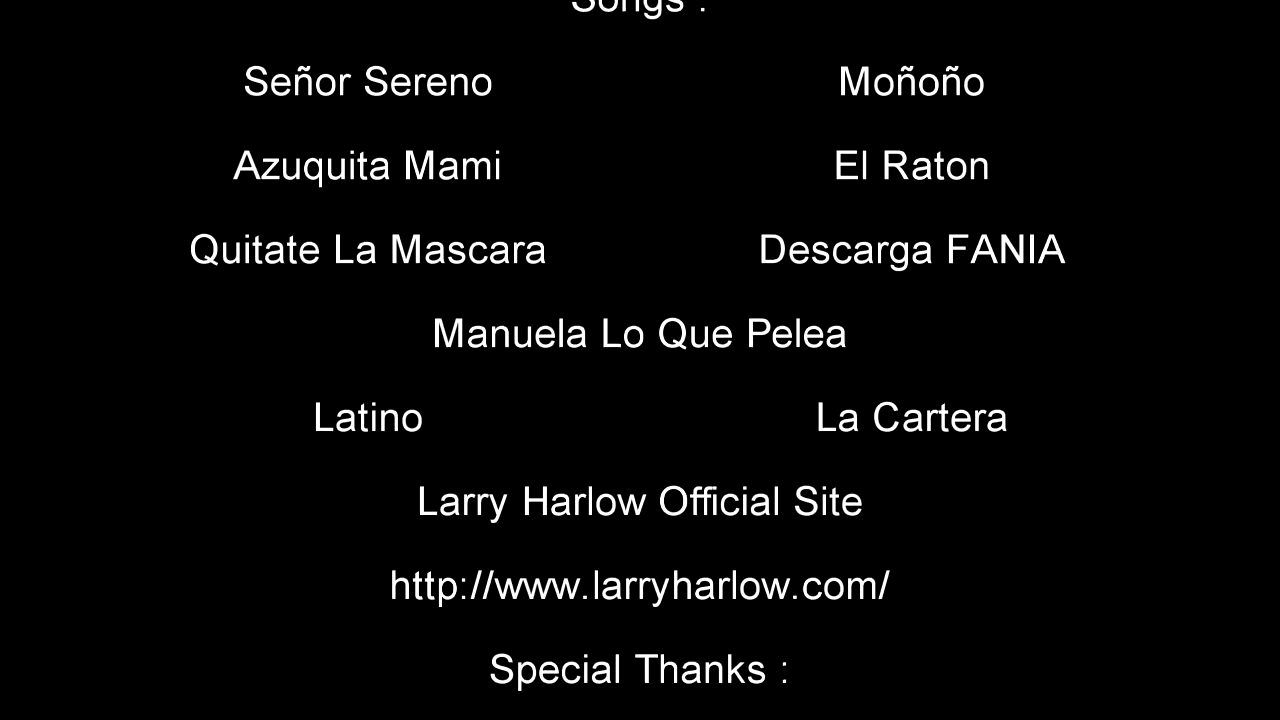 Songs :
Señor Sereno Moñoño
Azuquita Mami El Raton
Quitate La Mascara Descarga FANIA
Manuela Lo Que Pelea
Latino La Cartera
Larry Harlow Official Site
http://www.larryharlow.com/
Special Thanks :